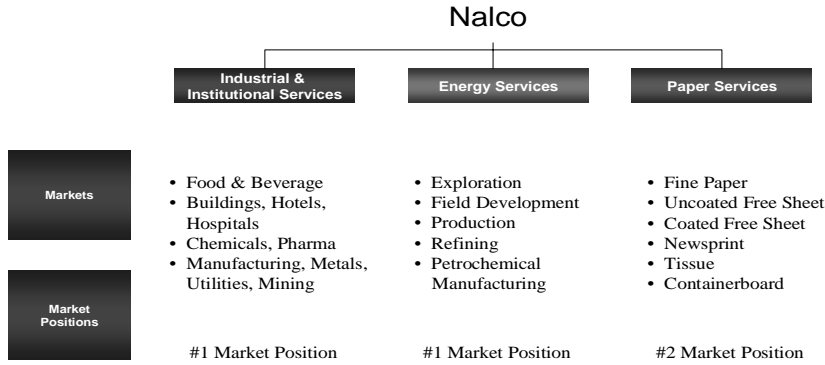 Nalco
Industrial &
Institutional Services
Energy Services
Paper Services
Markets
• Food & Beverage
• Buildings, Hotels,
Hospitals
• Chemicals, Pharma
• Manufacturing, Metals,
Utilities, Mining
• Exploration
• Field Development
• Production
• Refining
• Petrochemical
Manufacturing
• Fine Paper
• Uncoated Free Sheet
• Coated Free Sheet
• Newsprint
• Tissue
• Containerboard
Market
Positions
#1 Market Position
#1 Market Position
#2 Market Position